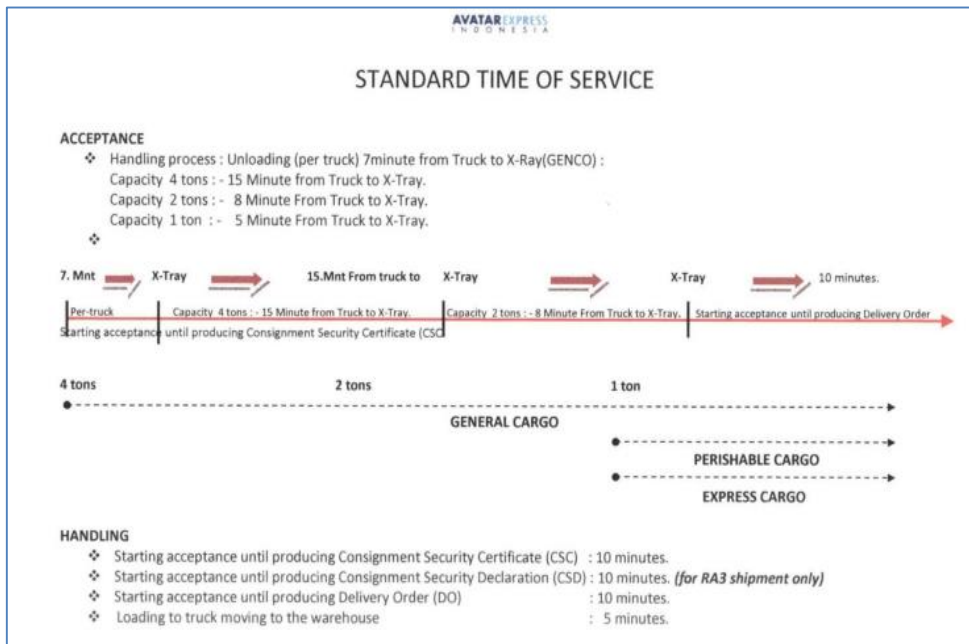 AVATAR EXPRESS
INDONESIA
STANDARD TIME OF SERVICE
ACCEPTANCE
❖ Handling process : Unloading (per truck) 7minute from Truck to X-Ray(GENCO) :
Capacity 4 tons : - 15 Minute from Truck to X-Tray.
Capacity 2 tons : - 8 Minute From Truck to X-Tray.
Capacity 1 ton : - 5 Minute From Truck to X-Tray.
❖
7. Mnt X-Tray 15.Mnt From truck to X-Tray X-Tray 10 minutes.
Per-truck Capacity 4 tons : - 15 Minute from Truck to X-Tray. Capacity 2 tons : - 8 Minute From Truck to X-Tray. Starting acceptance until producing Delivery Order
Starting acceptance until producing Consignment Security Certificate (CSC
4 tons 2 tons 1 ton
GENERAL CARGO
PERISHABLE CARGO
EXPRESS CARGO
HANDLING
❖ Starting acceptance until producing Consignment Security Certificate (CSC) : 10 minutes.
❖ Starting acceptance until producing Consignment Security Declaration (CSD) : 10 minutes. (for RA3 shipment only)
❖ Starting acceptance until producing Delivery Order (DO) : 10 minutes.
❖ Loading to truck moving to the warehouse : 5 minutes.